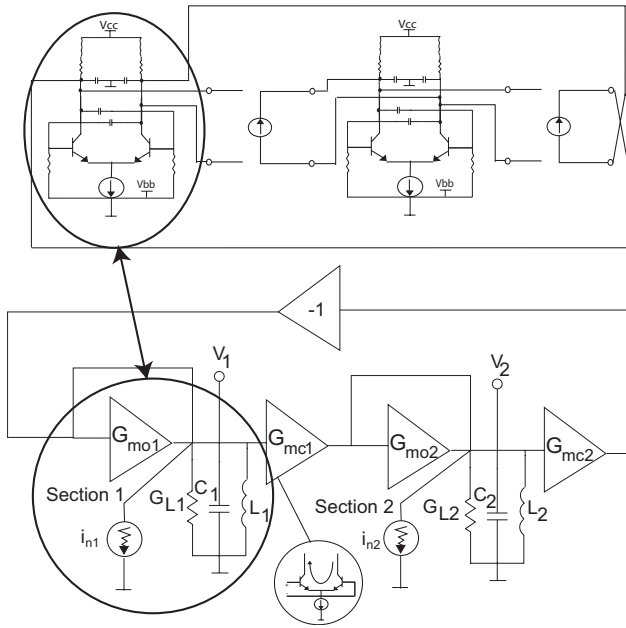 Vcc
Vcc
Vbb
Vbb
-1
V1
V2
Gmo1
Gmc1
Gmo2
Gmc2
Section 1
GL1
C1
L1
in1
Section 2
GL2
C2
L2
in2